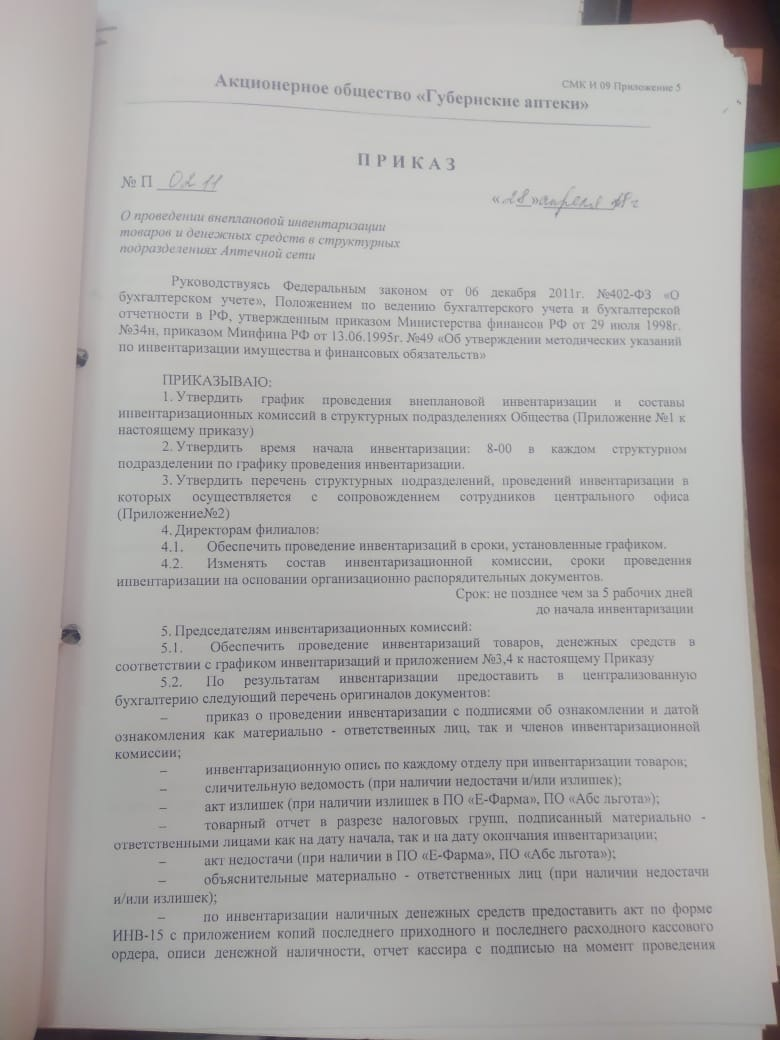 СМК И 09 Приложение 5
Акционерное общество «Губернские аптеки»
П Р И К А З
№ П 0211
«28» апреля 18 г
О проведении внеплановой инвентаризации
товаров и денежных средств в структурных
подразделениях Аптечной сети
Руководствуясь Федеральным законом от 06 декабря 2011г. №402-ФЗ «О
бухгалтерском учете», Положением по ведению бухгалтерского учета и бухгалтерской
отчетности в РФ, утвержденным приказом Министерства финансов РФ от 29 июля 1998г.
№34н, приказом Минфина РФ от 13.06.1995г. №49 «Об утверждении методических указаний
по инвентаризации имущества и финансовых обязательств»
ПРИКАЗЫВАЮ:
1. Утвердить график проведения внеплановой инвентаризации и составы
инвентаризационных комиссий в структурных подразделениях Общества (Приложение №1 к
настоящему приказу)
2. Утвердить время начала инвентаризации: 8-00 в каждом структурном
подразделении по графику проведения инвентаризации.
3. Утвердить перечень структурных подразделений, проведений инвентаризации в
которых осуществляется с сопровождением сотрудников центрального офиса
(Приложение№2)
4. Директорам филиалов:
4.1. Обеспечить проведение инвентаризаций в сроки, установленные графиком.
4.2. Изменять состав инвентаризационной комиссии, сроки проведения
инвентаризации на основании организационно распорядительных документов.
Срок: не позднее чем за 5 рабочих дней
до начала инвентаризации
5. Председателям инвентаризационных комиссий:
5.1. Обеспечить проведение инвентаризаций товаров, денежных средств в
соответствии с графиком инвентаризаций и приложением №3,4 к настоящему Приказу
5.2. По результатам инвентаризации предоставить в централизованную
бухгалтерию следующий перечень оригиналов документов:
– приказ о проведении инвентаризации с подписями об ознакомлении и датой
ознакомления как материально - ответственных лиц, так и членов инвентаризационной
комиссии;
– инвентаризационную опись по каждому отделу при инвентаризации товаров;
– сличительную ведомость (при наличии недостачи и/или излишек);
– акт излишек (при наличии излишек в ПО «Е-Фарма», ПО «Абс льгота»);
– товарный отчет в разрезе налоговых групп, подписанный материально -
ответственными лицами как на дату начала, так и на дату окончания инвентаризации;
– акт недостачи (при наличии в ПО «Е-Фарма», ПО «Абс льгота»);
– объяснительные материально - ответственных лиц (при наличии недостачи
и/или излишек);
– по инвентаризации наличных денежных средств предоставить акт по форме
ИНВ-15 с приложением копий последнего приходного и последнего расходного кассового
ордера, описи денежной наличности, отчет кассира с подписью на момент проведения